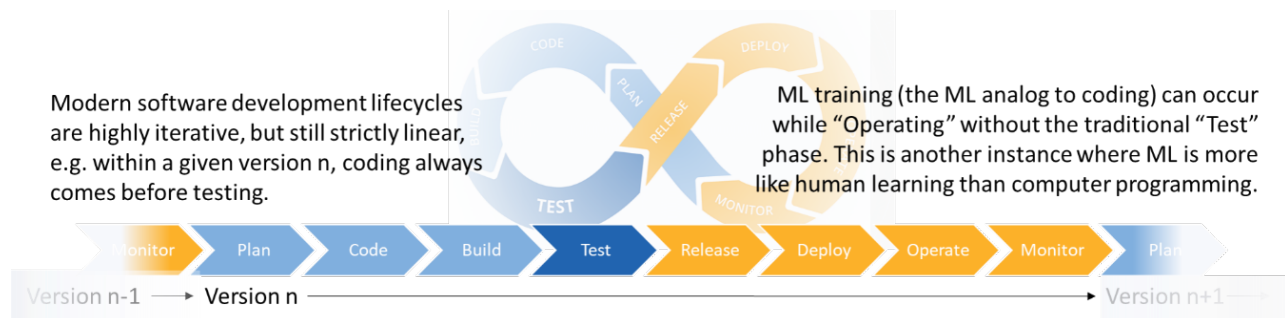 CODE
DEPLOY
PLAN
BUILD
RELEASE
TEST
MONITOR
Modern software development lifecycles
are highly iterative, but still strictly linear,
e.g. within a given version n, coding always
comes before testing.
ML training (the ML analog to coding) can occur
while “Operating” without the traditional “Test”
phase. This is another instance where ML is more
like human learning than computer programming.
Monitor Plan Code Build Test Release Deploy Operate Monitor Plan
Version n-1 Version n Version n+1